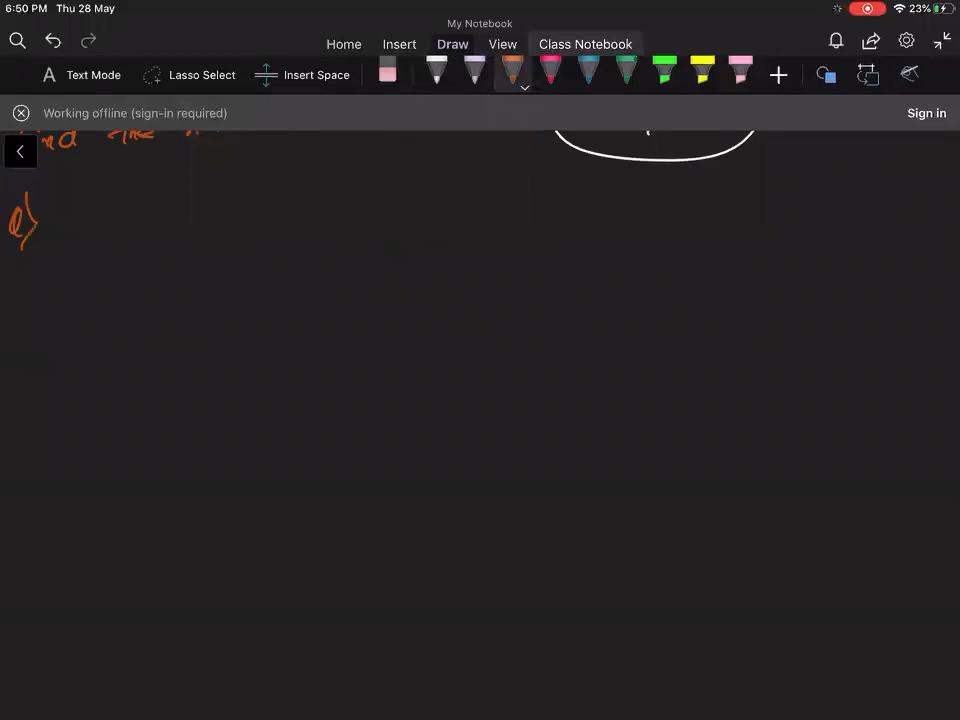 6:50 PM Thu 28 May
23%
My Notebook
Home Insert Draw View Class Notebook
Text Mode Lasso Select Insert Space
Working offline (sign-in required) Sign in
Q)